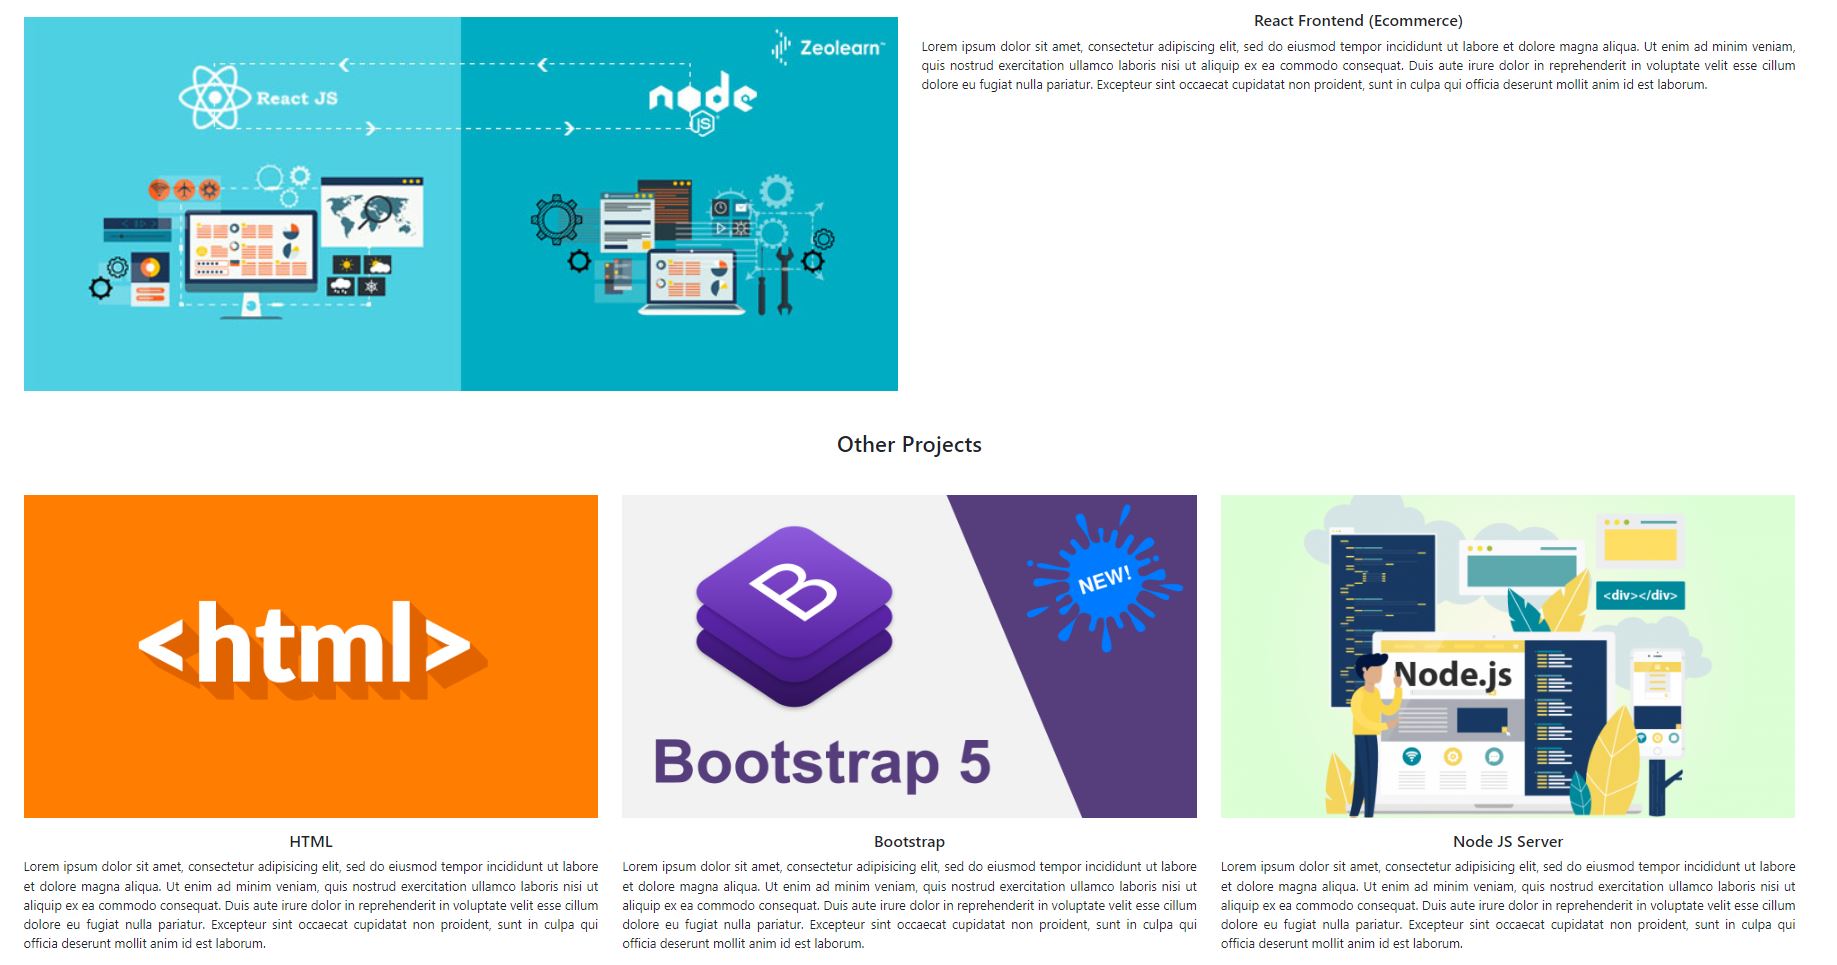 Zeolearn
React JS
node
JS
React Frontend (Ecommerce)
Lorem ipsum dolor sit amet, consectetur adipiscing elit, sed do eiusmod tempor incididunt ut labore et dolore magna aliqua. Ut enim ad minim veniam,
quis nostrud exercitation ullamco laboris nisi ut aliquip ex ea commodo consequat. Duis aute irure dolor in reprehenderit in voluptate velit esse cillum
dolore eu fugiat nulla pariatur. Excepteur sint occaecat cupidatat non proident, sunt in culpa qui officia deserunt mollit anim id est laborum.
Other Projects
<html>
B
NEW!
Bootstrap 5
<div></div>
Node.js
HTML
Lorem ipsum dolor sit amet, consectetur adipisicing elit, sed do eiusmod tempor incididunt ut labore
et dolore magna aliqua. Ut enim ad minim veniam, quis nostrud exercitation ullamco laboris nisi ut
aliquip ex ea commodo consequat. Duis aute irure dolor in reprehenderit in voluptate velit esse cillum
dolore eu fugiat nulla pariatur. Excepteur sint occaecat cupidatat non proident, sunt in culpa qui
officia deserunt mollit anim id est laborum.
Bootstrap
Lorem ipsum dolor sit amet, consectetur adipisicing elit, sed do eiusmod tempor incididunt ut labore
et dolore magna aliqua. Ut enim ad minim veniam, quis nostrud exercitation ullamco laboris nisi ut
aliquip ex ea commodo consequat. Duis aute irure dolor in reprehenderit in voluptate velit esse cillum
dolore eu fugiat nulla pariatur. Excepteur sint occaecat cupidatat non proident, sunt in culpa qui
officia deserunt mollit anim id est laborum.
Node JS Server
Lorem ipsum dolor sit amet, consectetur adipisicing elit, sed do eiusmod tempor incididunt ut labore
et dolore magna aliqua. Ut enim ad minim veniam, quis nostrud exercitation ullamco laboris nisi ut
aliquip ex ea commodo consequat. Duis aute irure dolor in reprehenderit in voluptate velit esse cillum
dolore eu fugiat nulla pariatur. Excepteur sint occaecat cupidatat non proident, sunt in culpa qui
officia deserunt mollit anim id est laborum.